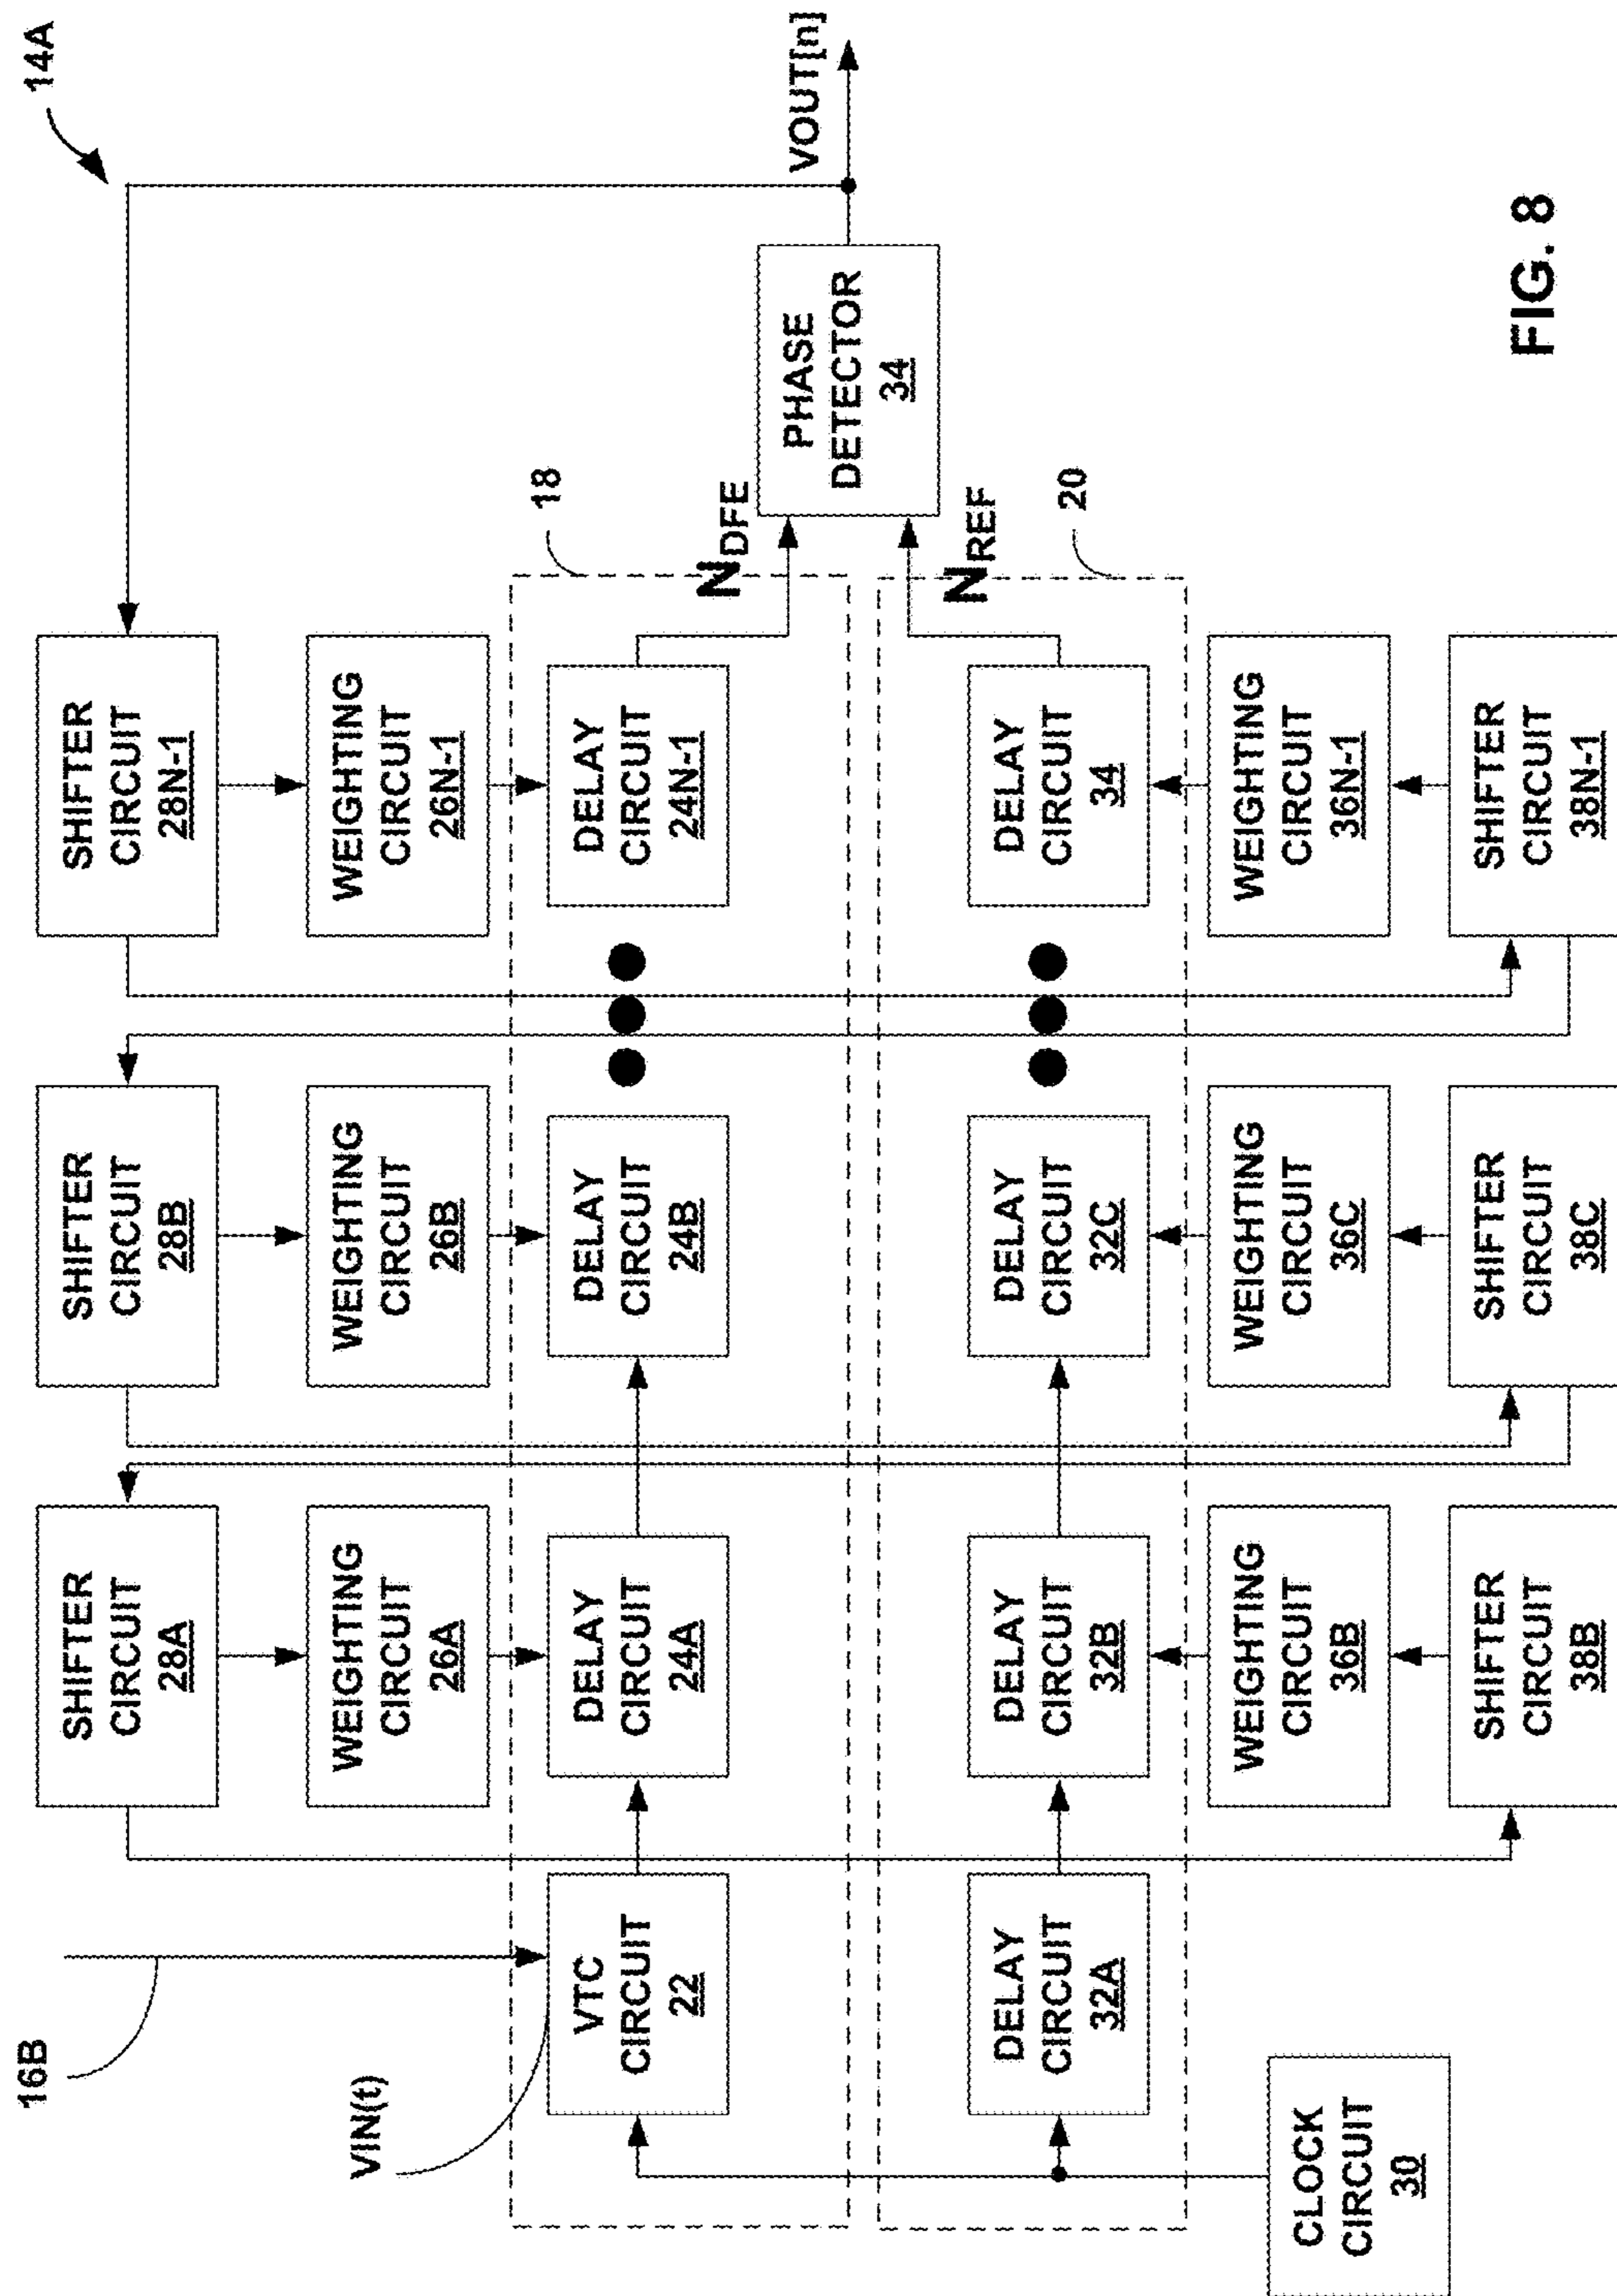 14A
16B
SHIFTER
CIRCUIT
28A
SHIFTER
CIRCUIT
28B
SHIFTER
CIRCUIT
28N-1
WEIGHTING
CIRCUIT
26A
WEIGHTING
CIRCUIT
26B
WEIGHTING
CIRCUIT
26N-1
VIN(t)
18
VTC
CIRCUIT
22
DELAY
CIRCUIT
24A
DELAY
CIRCUIT
24B
DELAY
CIRCUIT
24N-1
NDFE
PHASE
DETECTOR
34
VOUT[n]
NREF
20
DELAY
CIRCUIT
32A
DELAY
CIRCUIT
32B
DELAY
CIRCUIT
32C
DELAY
CIRCUIT
34
CLOCK
CIRCUIT
30
WEIGHTING
CIRCUIT
36B
WEIGHTING
CIRCUIT
36C
WEIGHTING
CIRCUIT
36N-1
SHIFTER
CIRCUIT
38B
SHIFTER
CIRCUIT
38C
SHIFTER
CIRCUIT
38N-1
FIG. 8